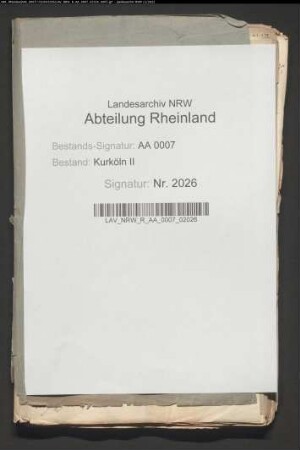 Landesarchiv NRW
Abteilung Rheinland
Bestands-Signatur: AA 0007
Bestand: Kurköln II
Signatur: Nr. 2026
LAV_NRW_R_AA_0007_02026